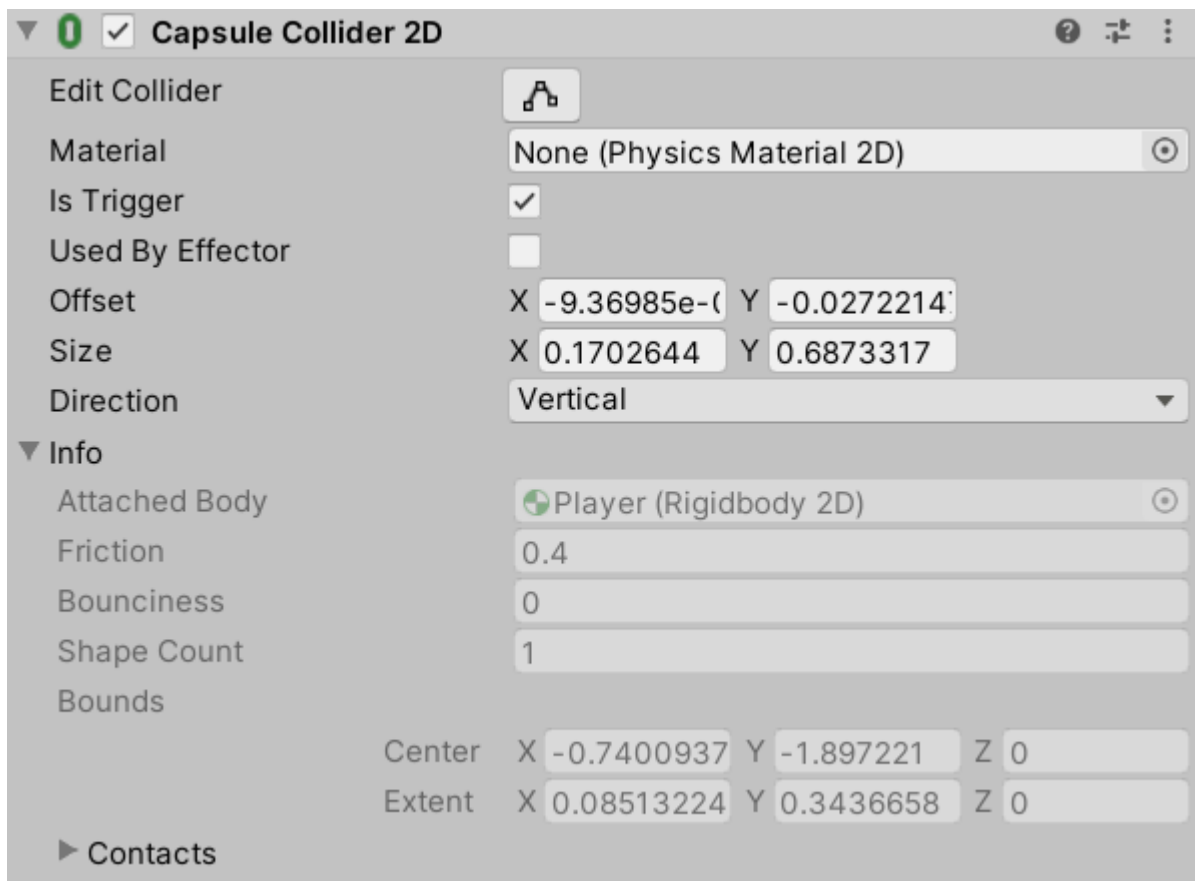 Capsule Collider 2D
Edit Collider
Material None (Physics Material 2D)
Is Trigger
Used By Effector
Offset X -9.36985e-( Y -0.0272214
Size X 0.1702644 Y 0.6873317
Direction Vertical
Info
Attached Body Player (Rigidbody 2D)
Friction 0.4
Bounciness 0
Shape Count 1
Bounds
Center X -0.7400937 Y -1.897221 Z 0
Extent X 0.08513224 Y 0.3436658 Z 0
Contacts